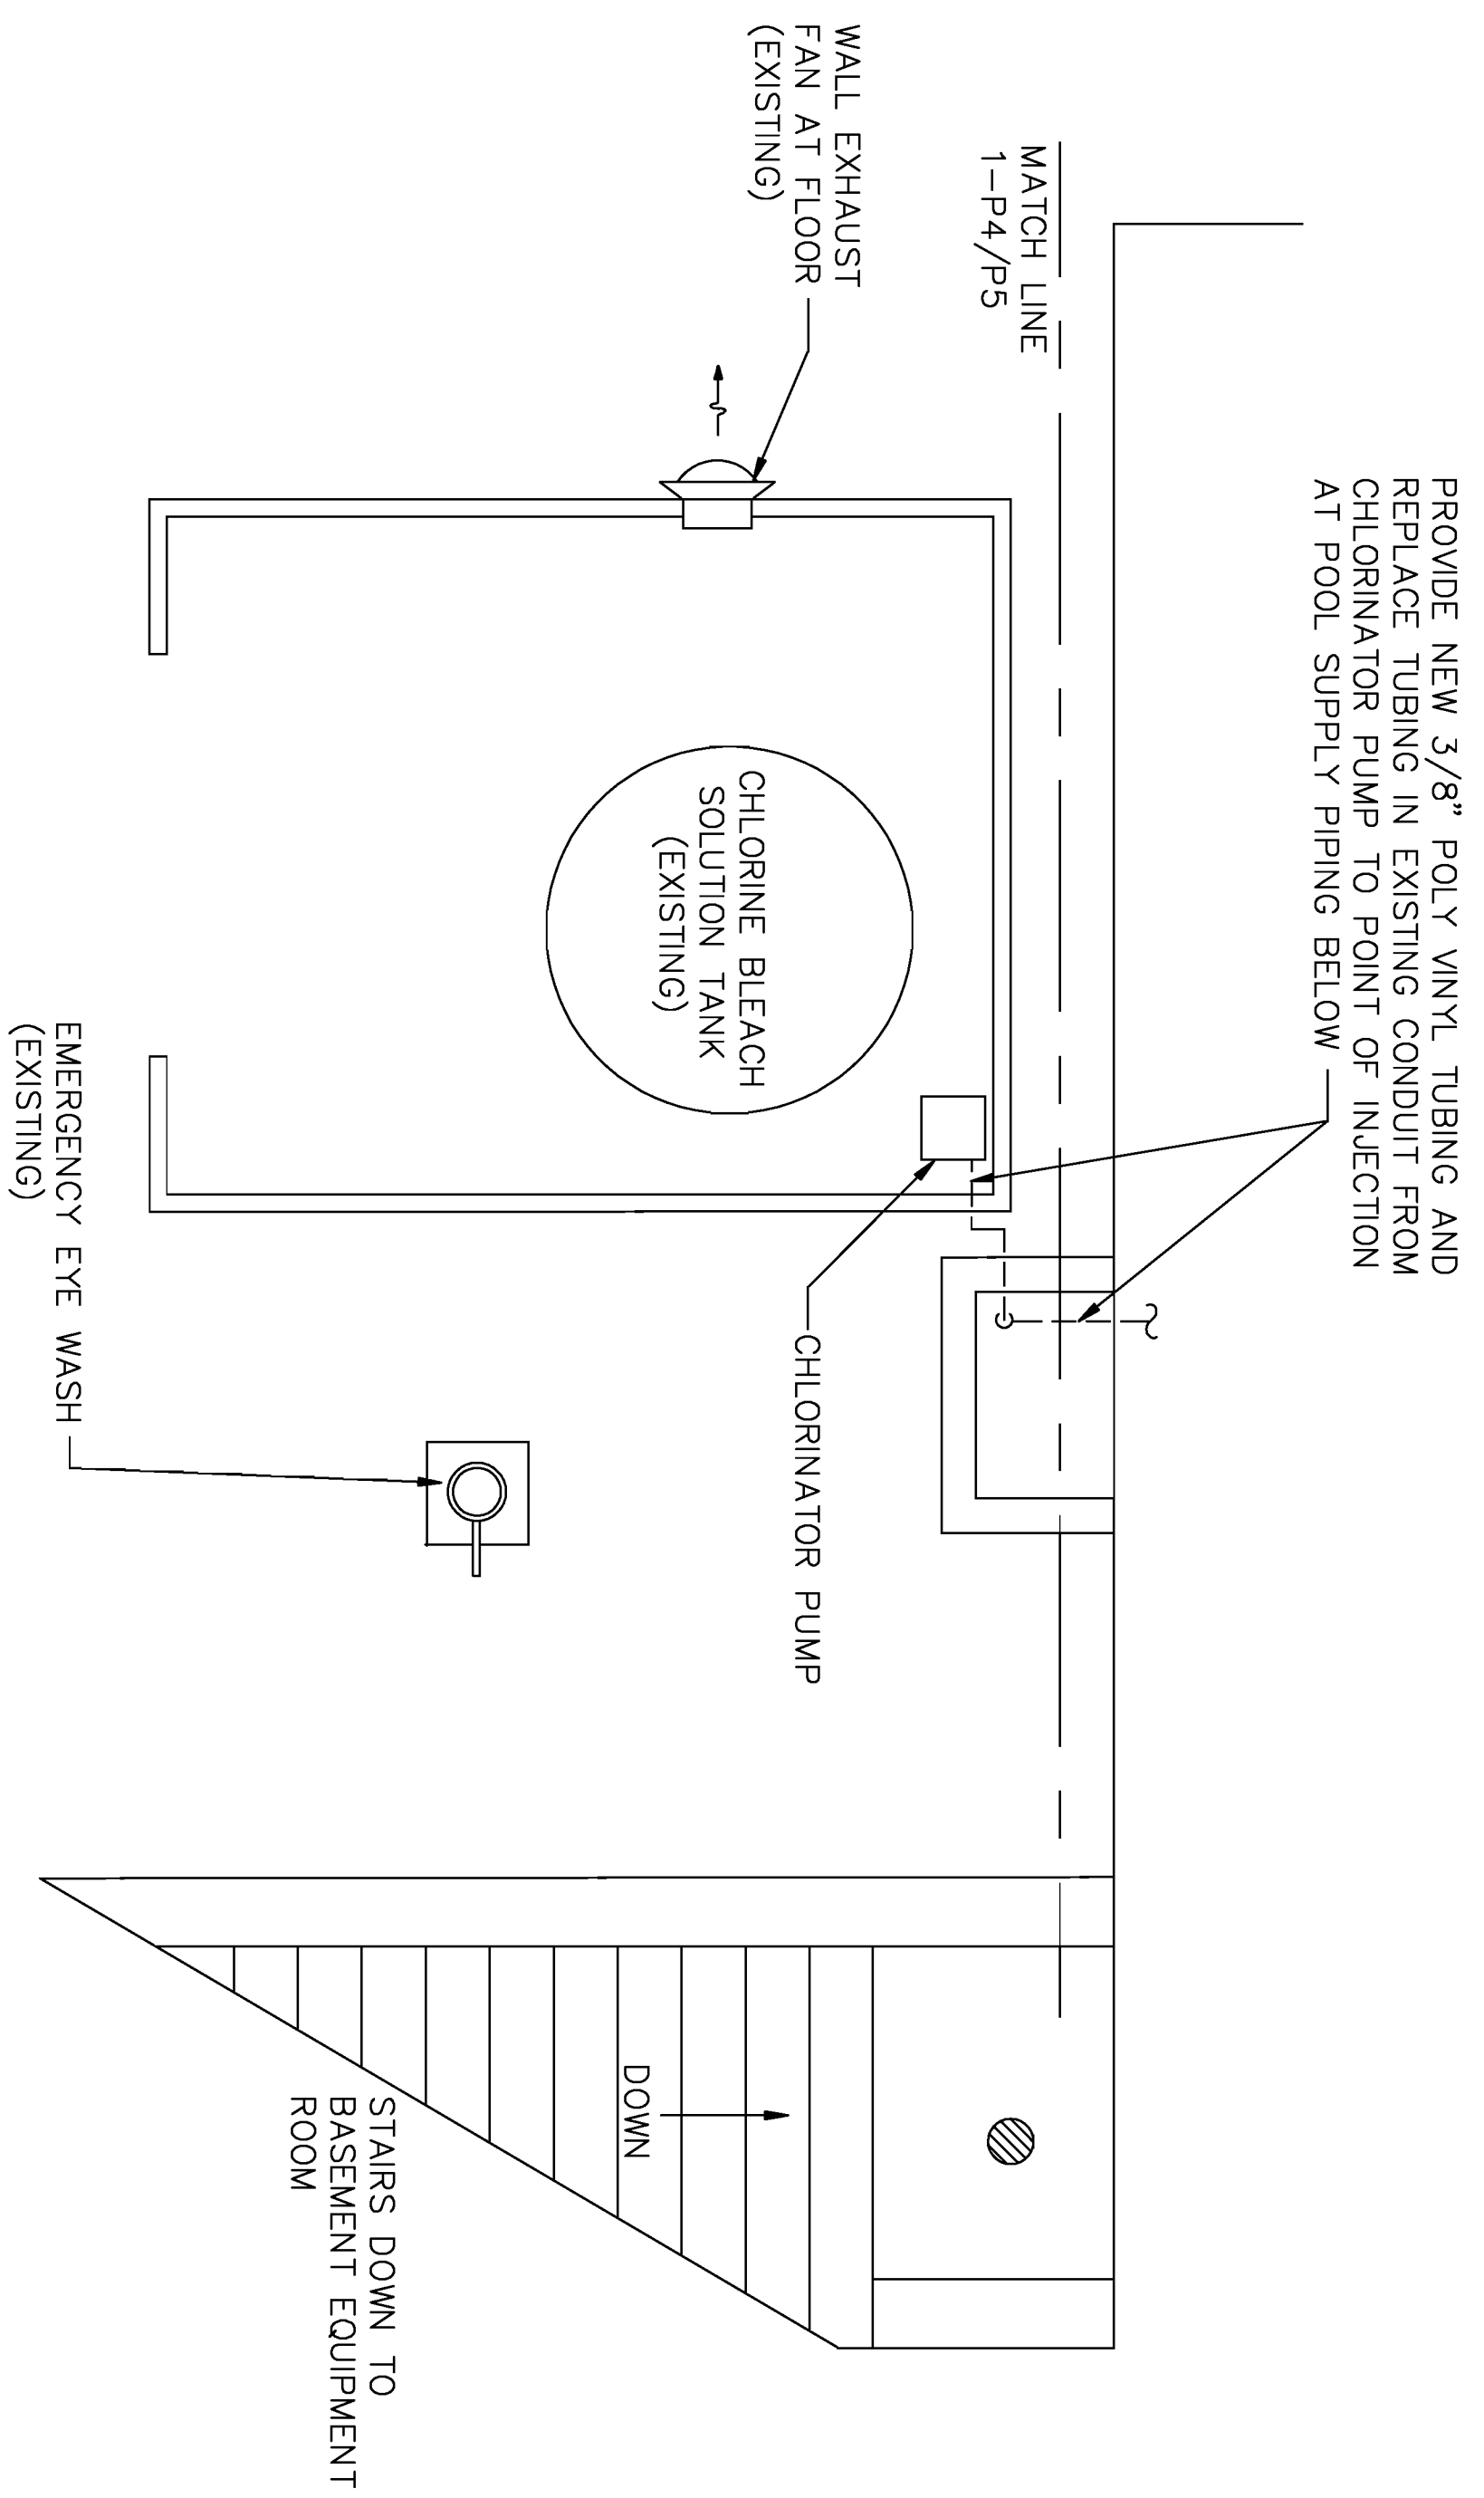 PROVIDE NEW 3/8" POLY VINYL TUBING AND
REPLACE TUBING IN EXISTING CONDUIT FROM
CHLORINATOR PUMP TO POINT OF INJECTION
AT POOL SUPPLY PIPING BELOW
MATCH LINE
1-P4/P5
WALL EXHAUST
FAN AT FLOOR
(EXISTING)
CHLORINE BLEACH
SOLUTION TANK
(EXISTING)
CHLORINATOR PUMP
DOWN
STAIRS DOWN TO
BASEMENT EQUIPMENT
ROOM
EMERGENCY EYE WASH
(EXISTING)